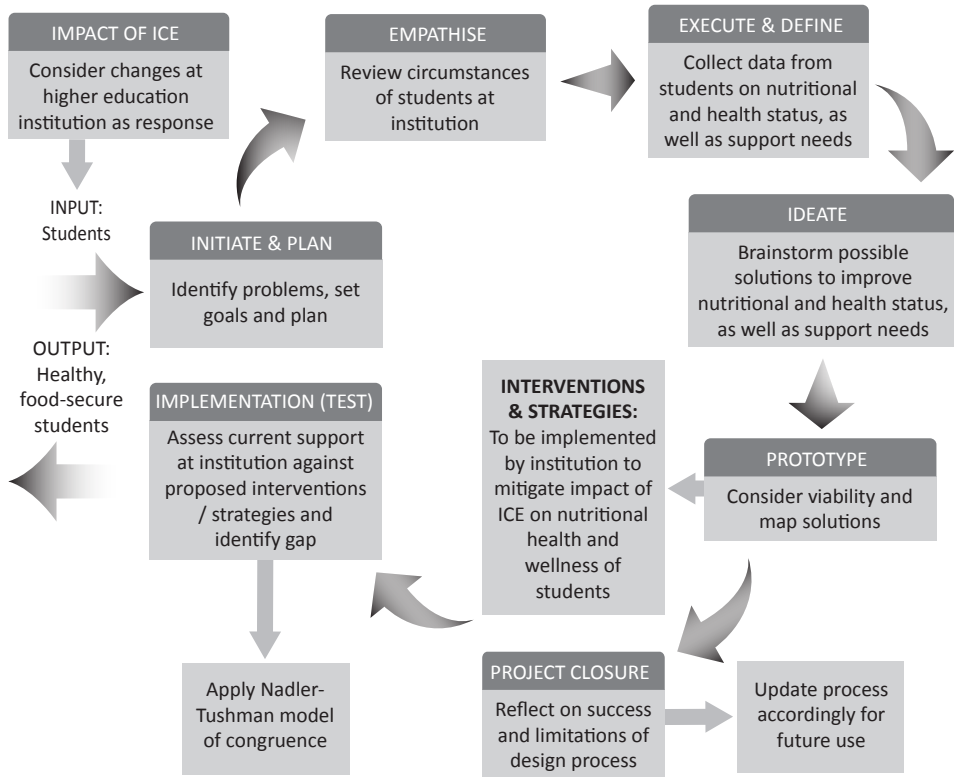 IMPACT OF ICE
Consider changes at
higher education
institution as response
INPUT:
Students
INITIATE & PLAN
Identify problems, set
goals and plan
EMPATHISE
Review circumstances
of students at
institution
EXECUTE & DEFINE
Collect data from
students on nutritional
and health status, as
well as support needs
IDEATE
Brainstorm possible
solutions to improve
nutritional and health status,
as well as support needs
PROTOTYPE
Consider viability and
map solutions
INTERVENTIONS
& STRATEGIES:
To be implemented
by institution to
mitigate impact of
ICE on nutritional
health and
wellness of
students
PROJECT CLOSURE
Reflect on success
and limitations of
design process
Update process
accordingly for
future use
IMPLEMENTATION (TEST)
Assess current support
at institution against
proposed interventions
/ strategies and
identify gap
Apply Nadler-
Tushman model
of congruence
OUTPUT:
Healthy,
food-secure
students